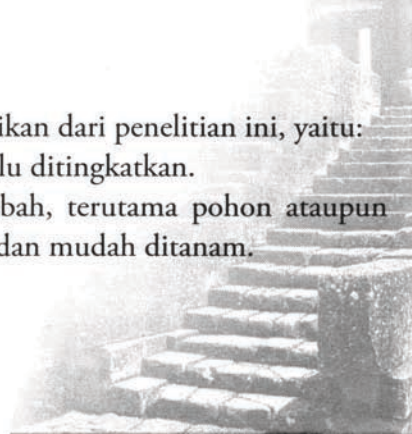 ikan dari penelitian ini, yaitu:
lu ditingkatkan.
bah, terutama pohon ataupun
dan mudah ditanam.